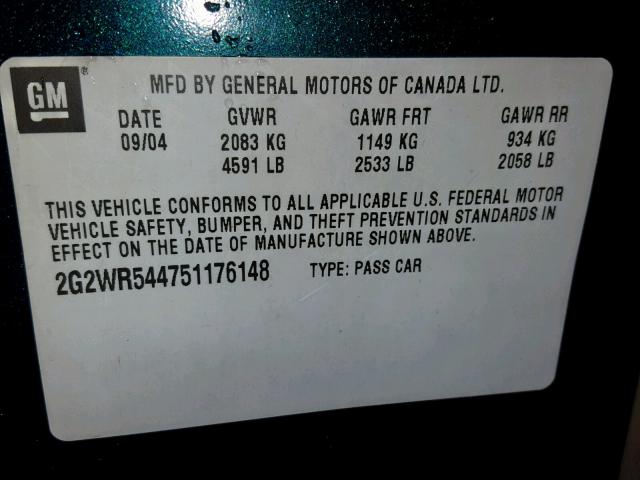 GM ®
MFD BY GENERAL MOTORS OF CANADA LTD.
DATE GVWR GAWR FRT GAWR RR
09/04 2083 KG 1149 KG 934 KG
4591 LB 2533 LB 2058 LB
THIS VEHICLE CONFORMS TO ALL APPLICABLE U.S. FEDERAL MOTOR
VEHICLE SAFETY, BUMPER, AND THEFT PREVENTION STANDARDS IN
EFFECT ON THE DATE OF MANUFACTURE SHOWN ABOVE.
2G2WR544751176148 TYPE: PASS CAR